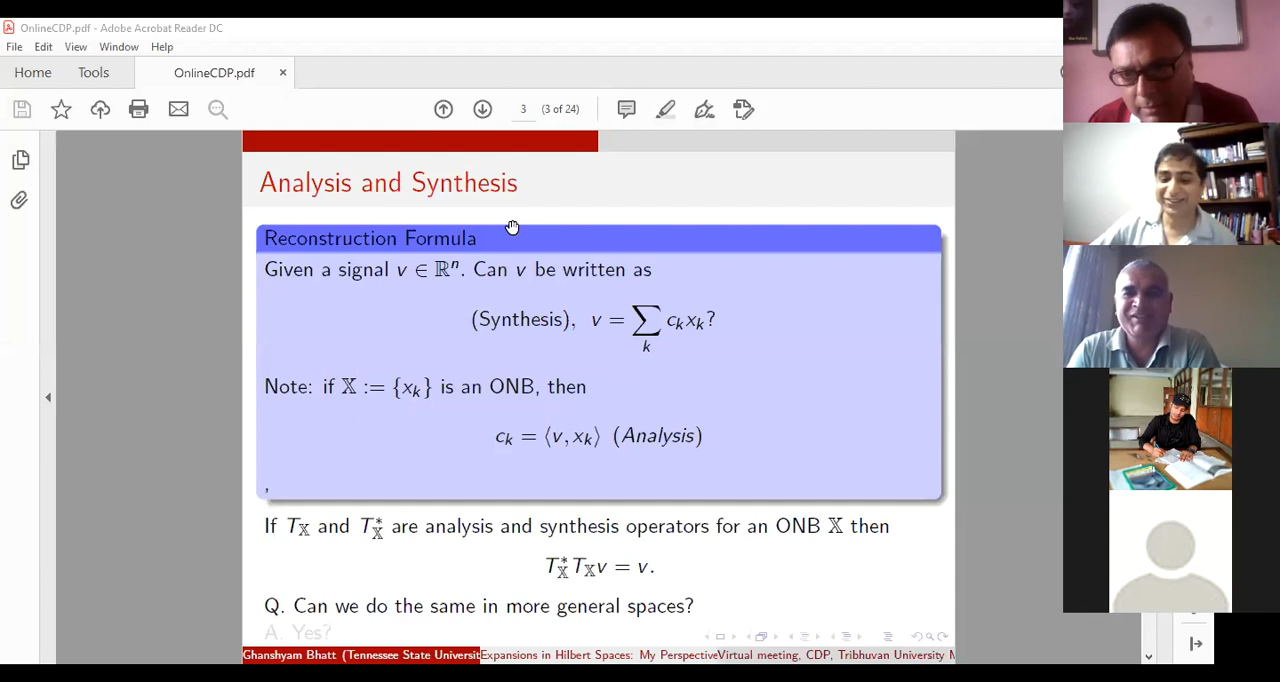 OnlineCDP.pdf - Adobe Acrobat Reader DC
File Edit View Window Help
Home Tools OnlineCDP.pdf ×
3 (3 of 24)
Analysis and Synthesis
Reconstruction Formula
Given a signal v ∈ ℝⁿ. Can v be written as
(Synthesis), v = ∑ₖ cₖxₖ?
Note: if 𝕏 := {xₖ} is an ONB, then
cₖ = ⟨v, xₖ⟩ (Analysis)
,
If T_𝕏 and T*_𝕏 are analysis and synthesis operators for an ONB 𝕏 then
T*_𝕏 T_𝕏 v = v.
Q. Can we do the same in more general spaces?
A. Yes?
Ghanshyam Bhatt (Tennessee State Universit Expansions in Hilbert Spaces: My Perspective Virtual meeting, CDP, Tribhuvan University